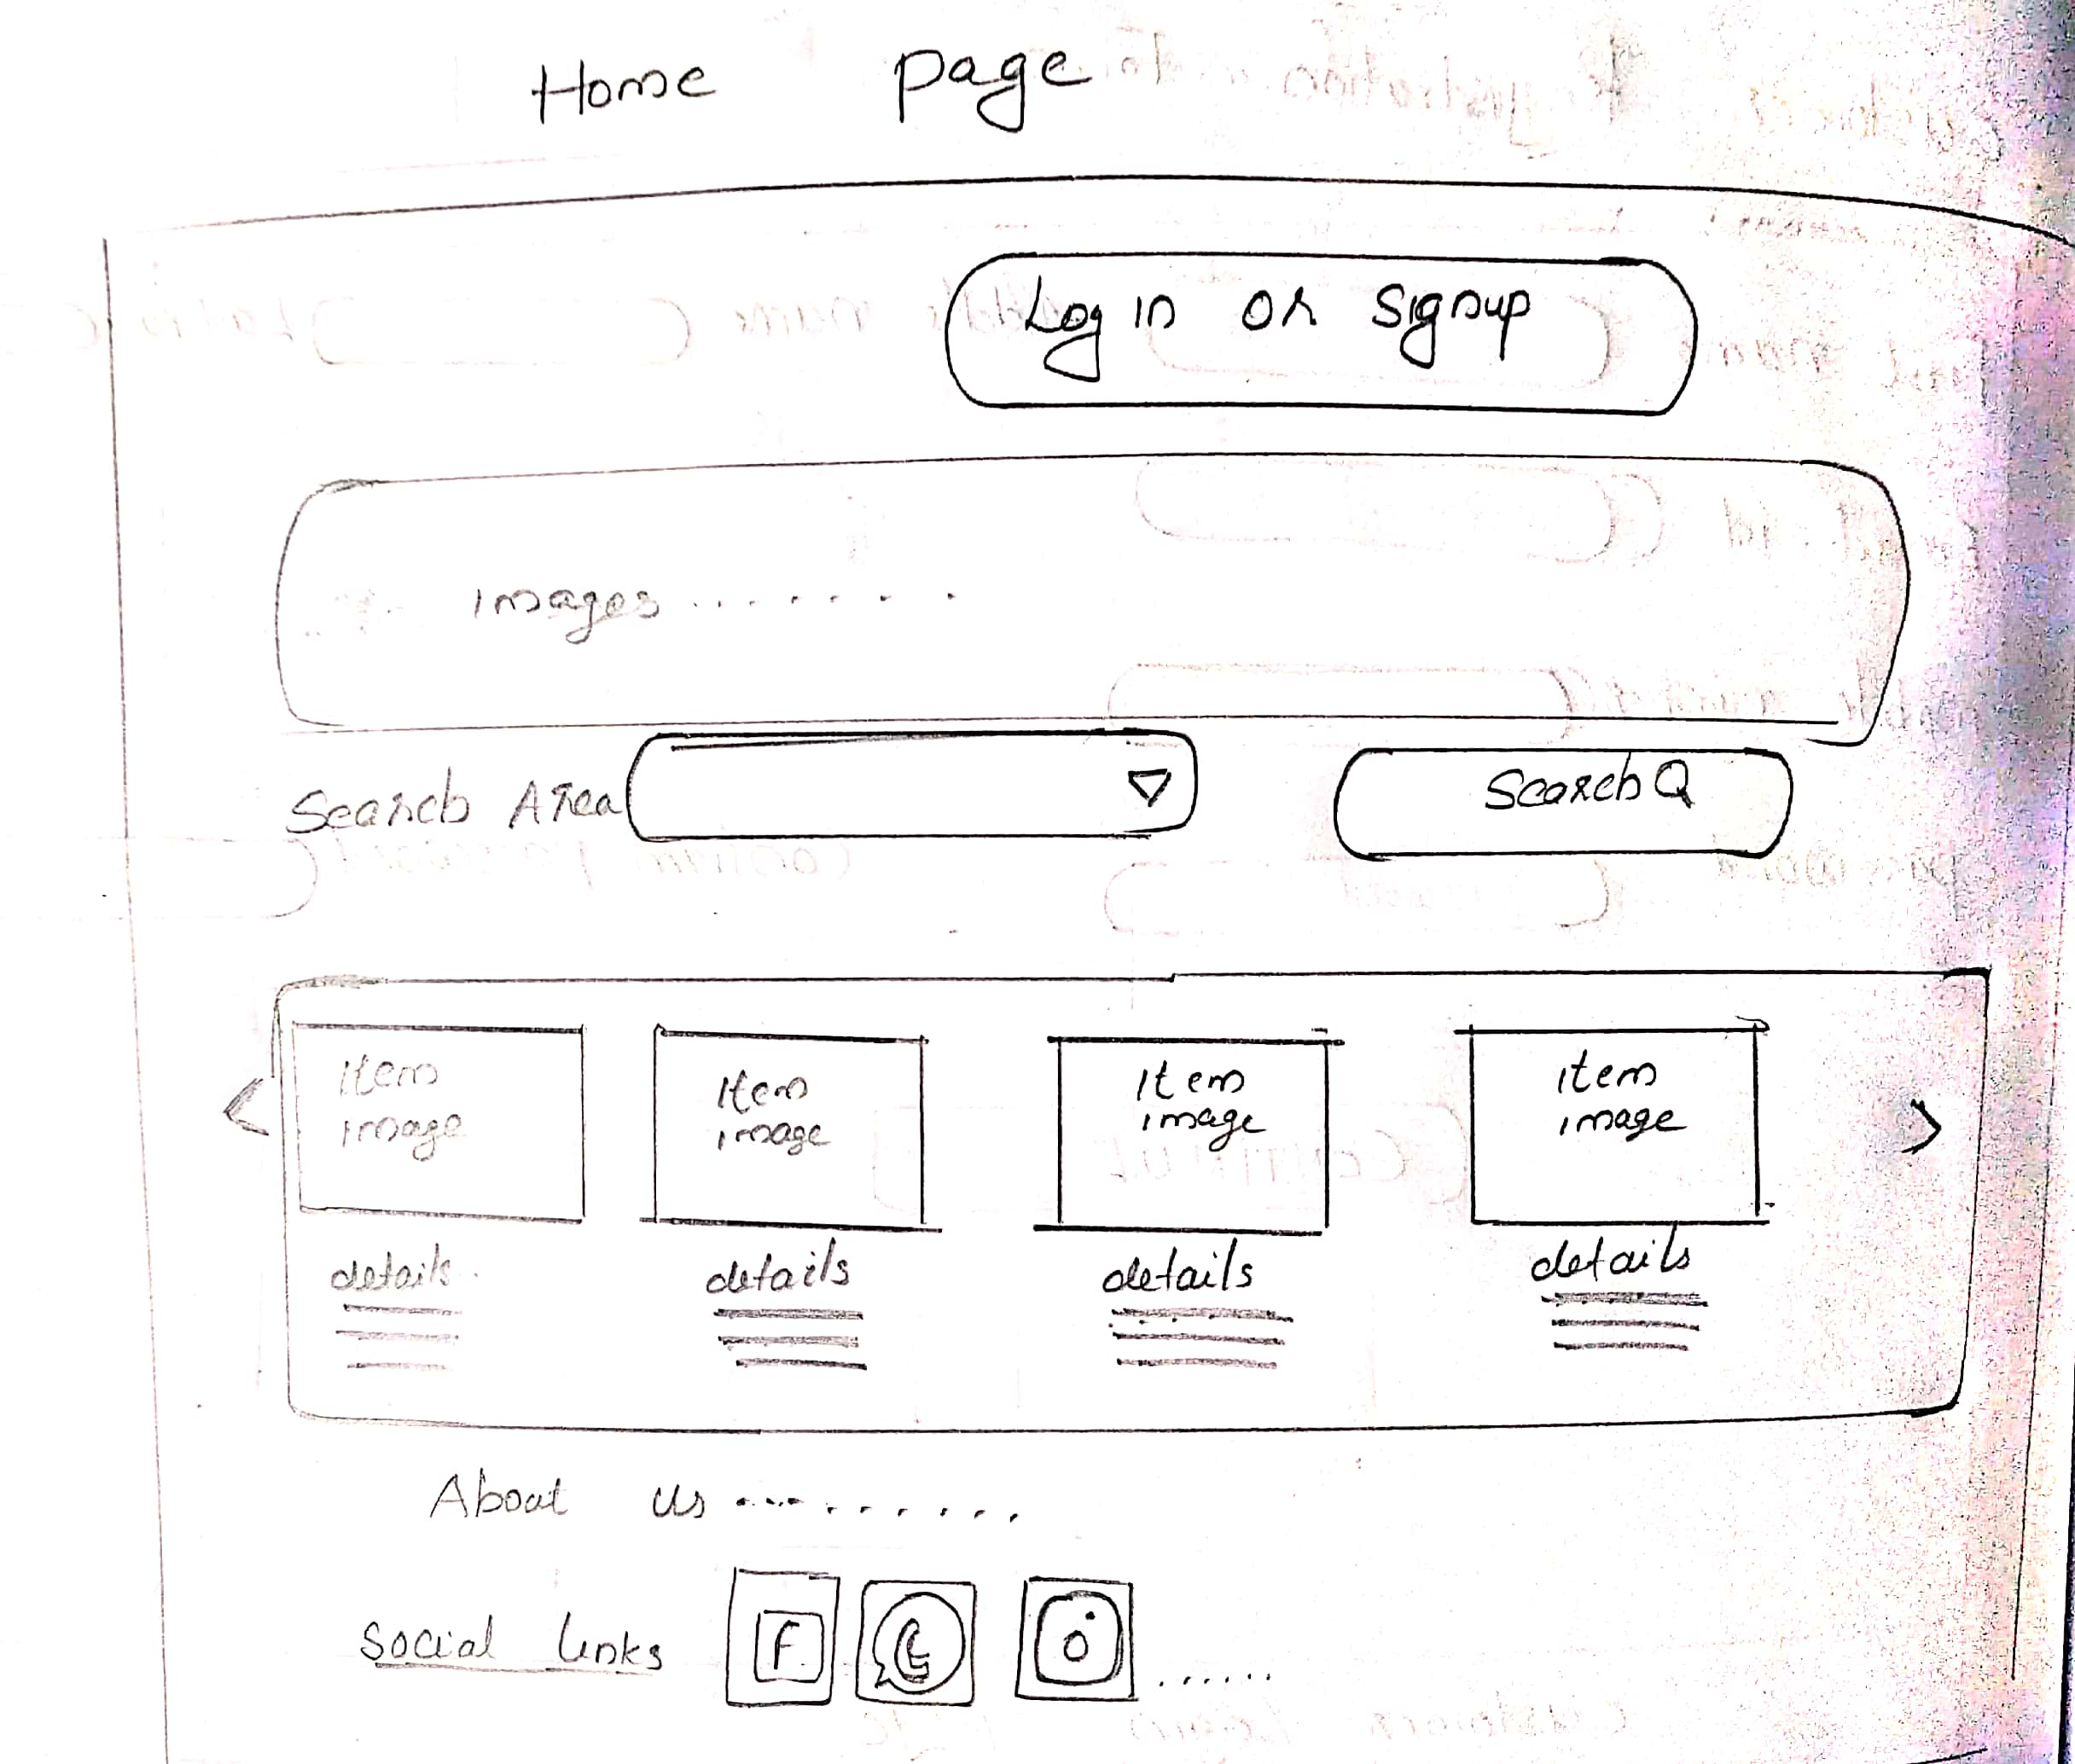 Home page
Log in or Signup
images ........
Search Area
Search
Item image
Item image
Item image
item image
details
details
details
details
About us .........
social links
f
......